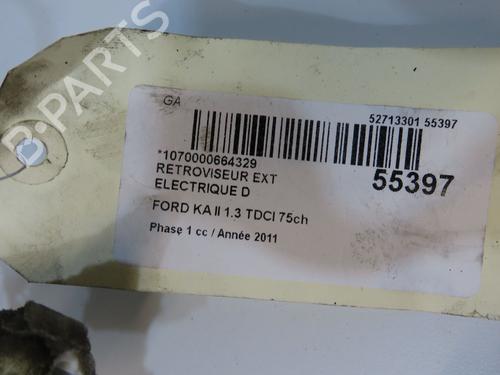 B-PARTS
GA
52713301 55397
*1070000664329
55397
RETROVISEUR EXT
ELECTRIQUE D
FORD KA II 1.3 TDCI 75ch
Phase 1 cc / Année 2011